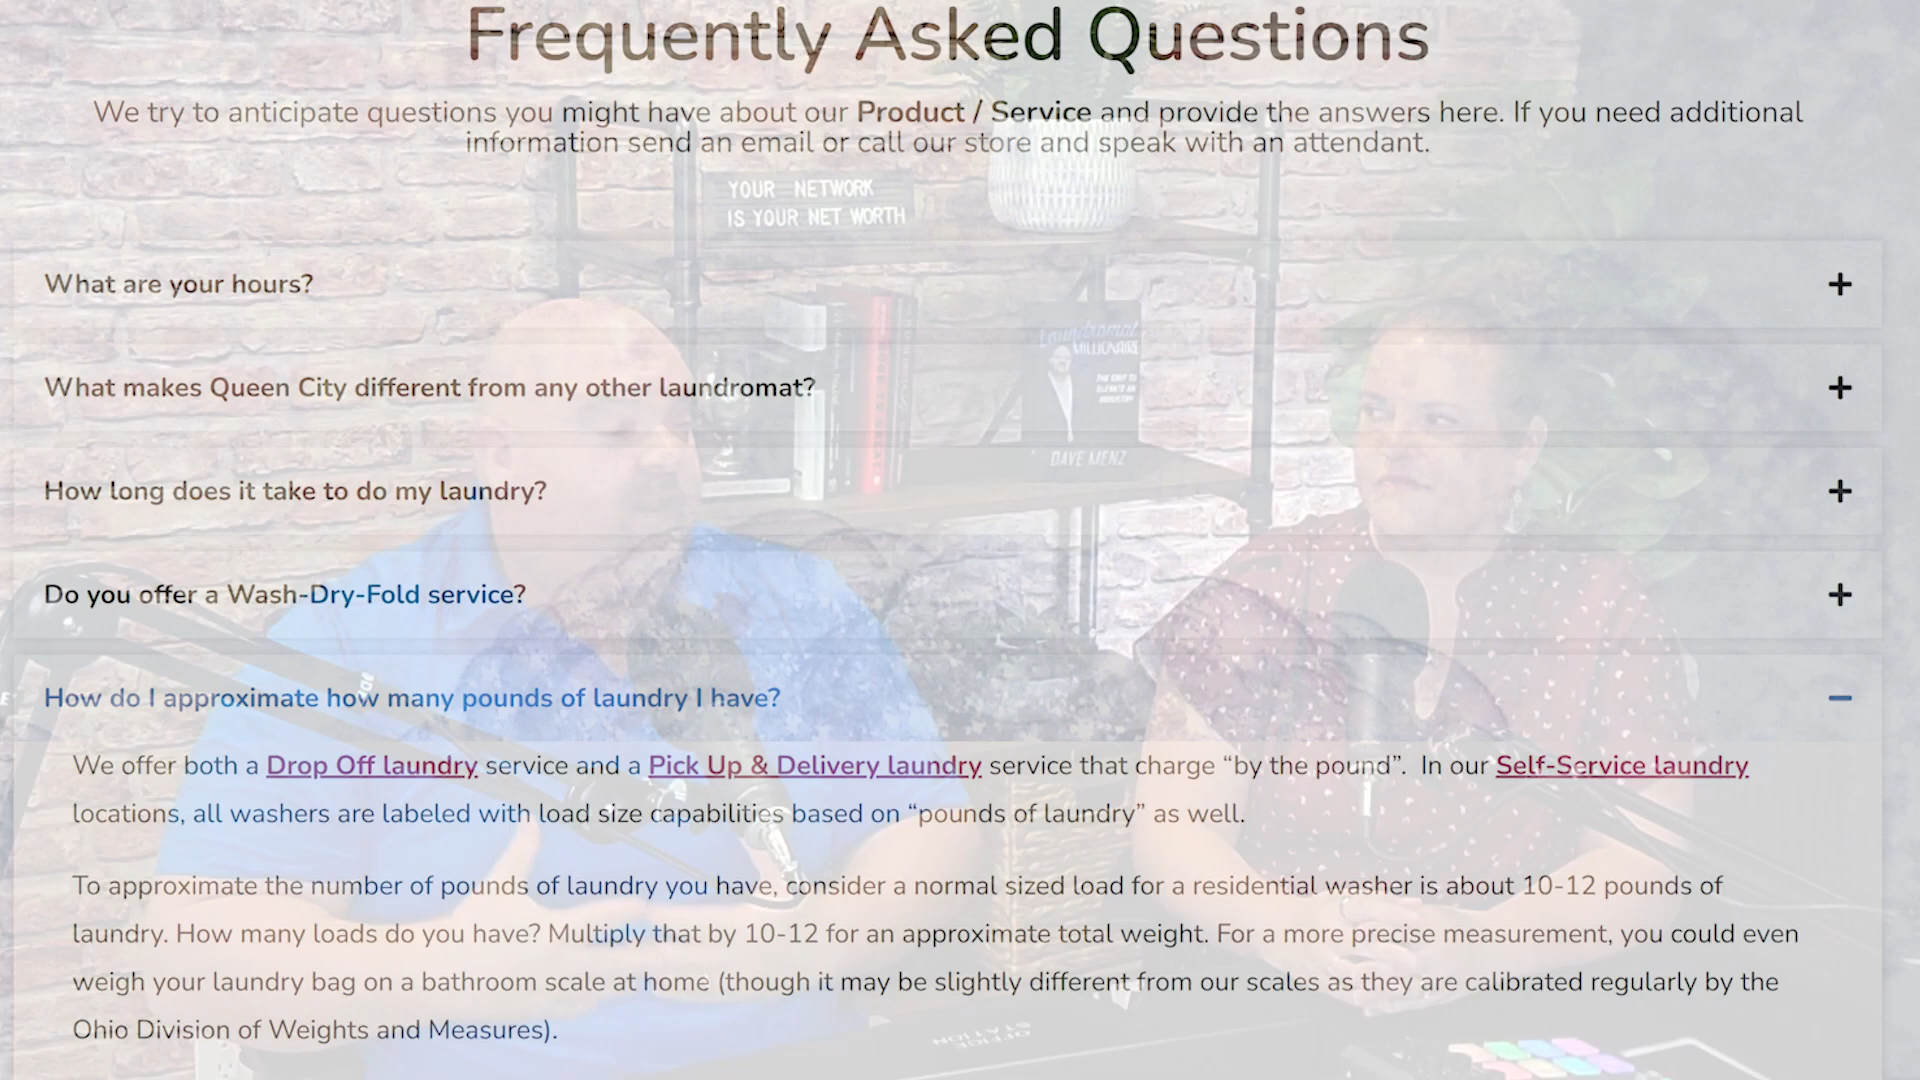 Frequently Asked Questions
We try to anticipate questions you might have about our Product / Service and provide the answers here. If you need additional
information send an email or call our store and speak with an attendant.
YOUR NETWORK
IS YOUR NET WORTH
What are your hours?
What makes Queen City different from any other laundromat?
Laundromat
MILLIONAIRE
DAVE MENZ
How long does it take to do my laundry?
Do you offer a Wash-Dry-Fold service?
How do I approximate how many pounds of laundry I have?
We offer both a Drop Off laundry service and a Pick Up & Delivery laundry service that charge “by the pound”. In our Self-Service laundry
locations, all washers are labeled with load size capabilities based on “pounds of laundry” as well.
To approximate the number of pounds of laundry you have, consider a normal sized load for a residential washer is about 10-12 pounds of
laundry. How many loads do you have? Multiply that by 10-12 for an approximate total weight. For a more precise measurement, you could even
weigh your laundry bag on a bathroom scale at home (though it may be slightly different from our scales as they are calibrated regularly by the
Ohio Division of Weights and Measures).
OFFICE
STATION